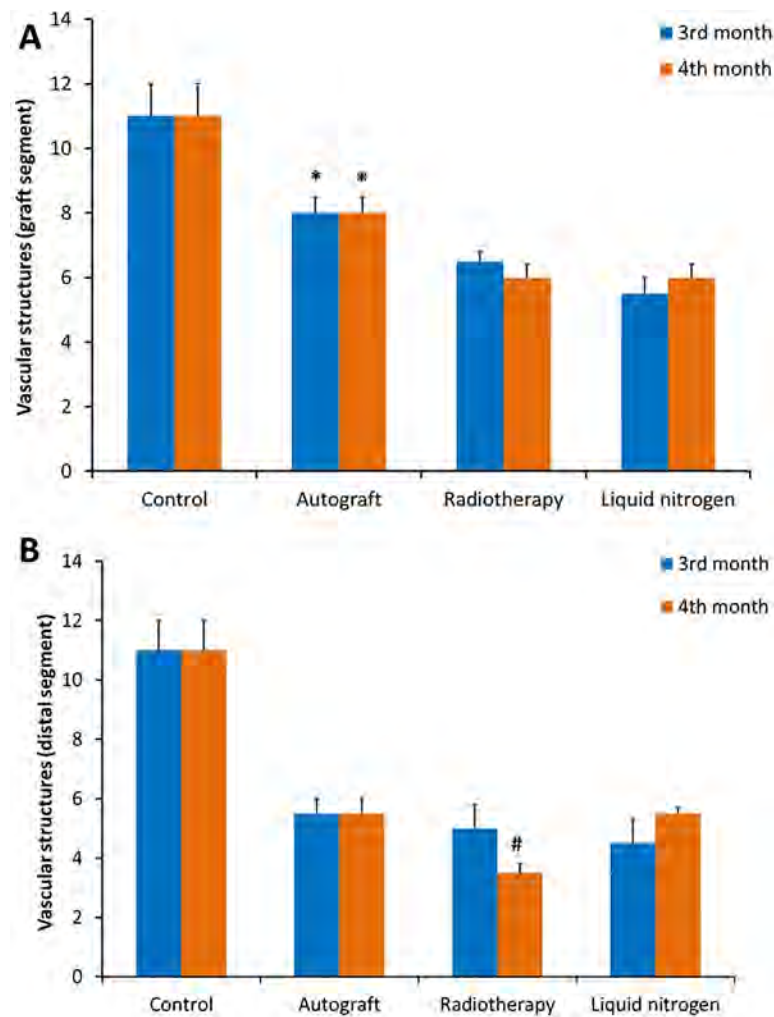 A
14
12
10
8
6
4
2
0
Vascular structures (graft segment)
3rd month
4th month
* *
Control Autograft Radiotherapy Liquid nitrogen
B
14
12
10
8
6
4
2
0
Vascular structures (distal segment)
3rd month
4th month
#
Control Autograft Radiotherapy Liquid nitrogen